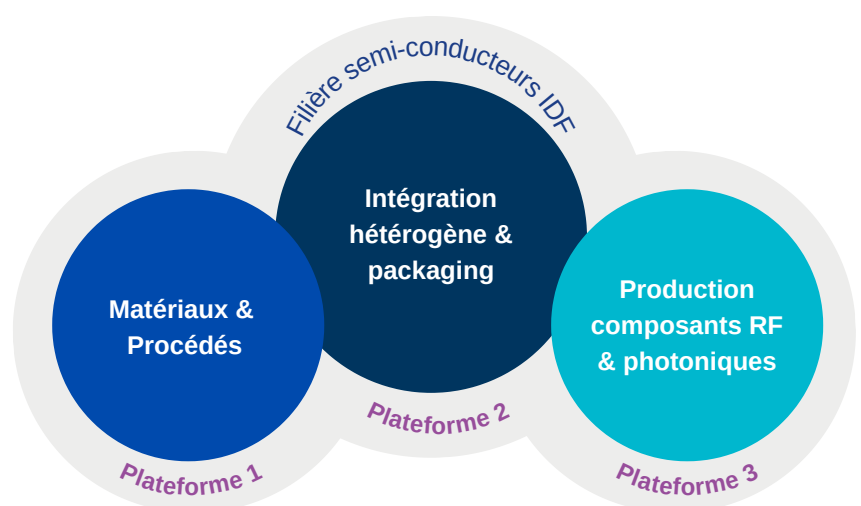 Filière semi-conducteurs IDF
Intégration
hétérogène &
packaging
Plateforme 2
Matériaux &
Procédés
Plateforme 1
Production
composants RF
& photoniques
Plateforme 3